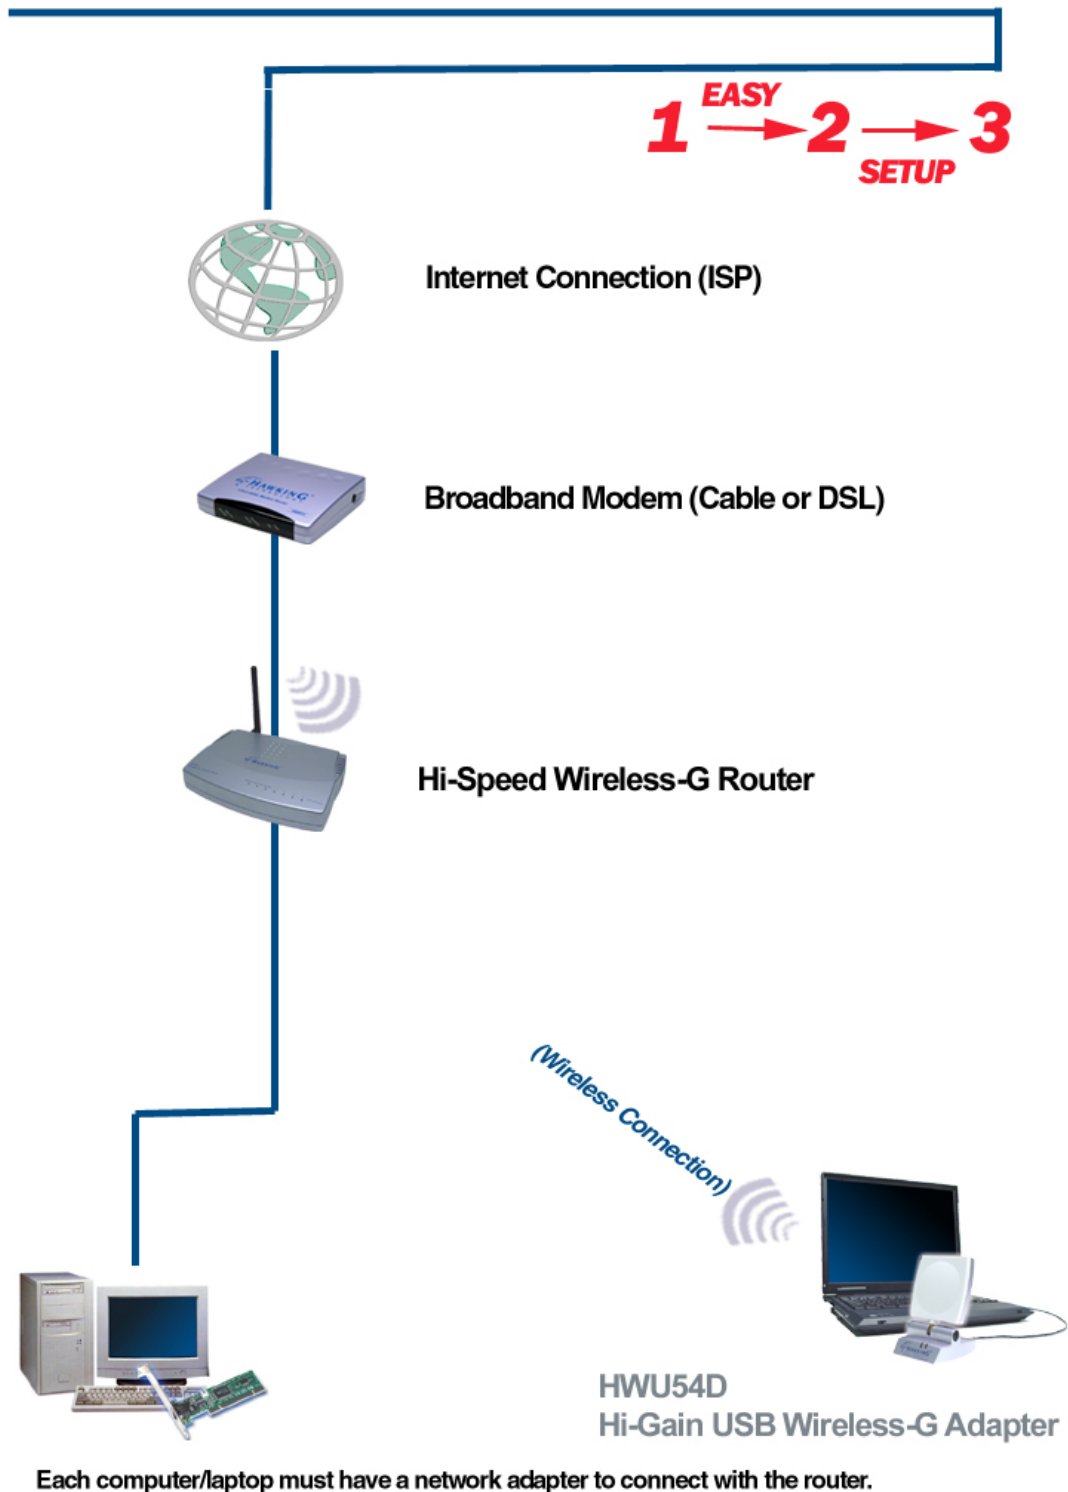 1 EASY 2 3
SETUP
Internet Connection (ISP)
HAWKING
Broadband Modem (Cable or DSL)
Hi-Speed Wireless-G Router
(Wireless Connection)
HWU54D
Hi-Gain USB Wireless-G Adapter
Each computer/laptop must have a network adapter to connect with the router.